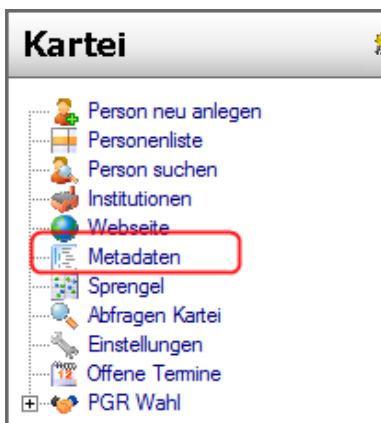 Kartei
Person neu anlegen
Personenliste
Person suchen
Institutionen
Webseite
Metadaten
Sprengel
Abfragen Kartei
Einstellungen
Offene Termine
PGR Wahl